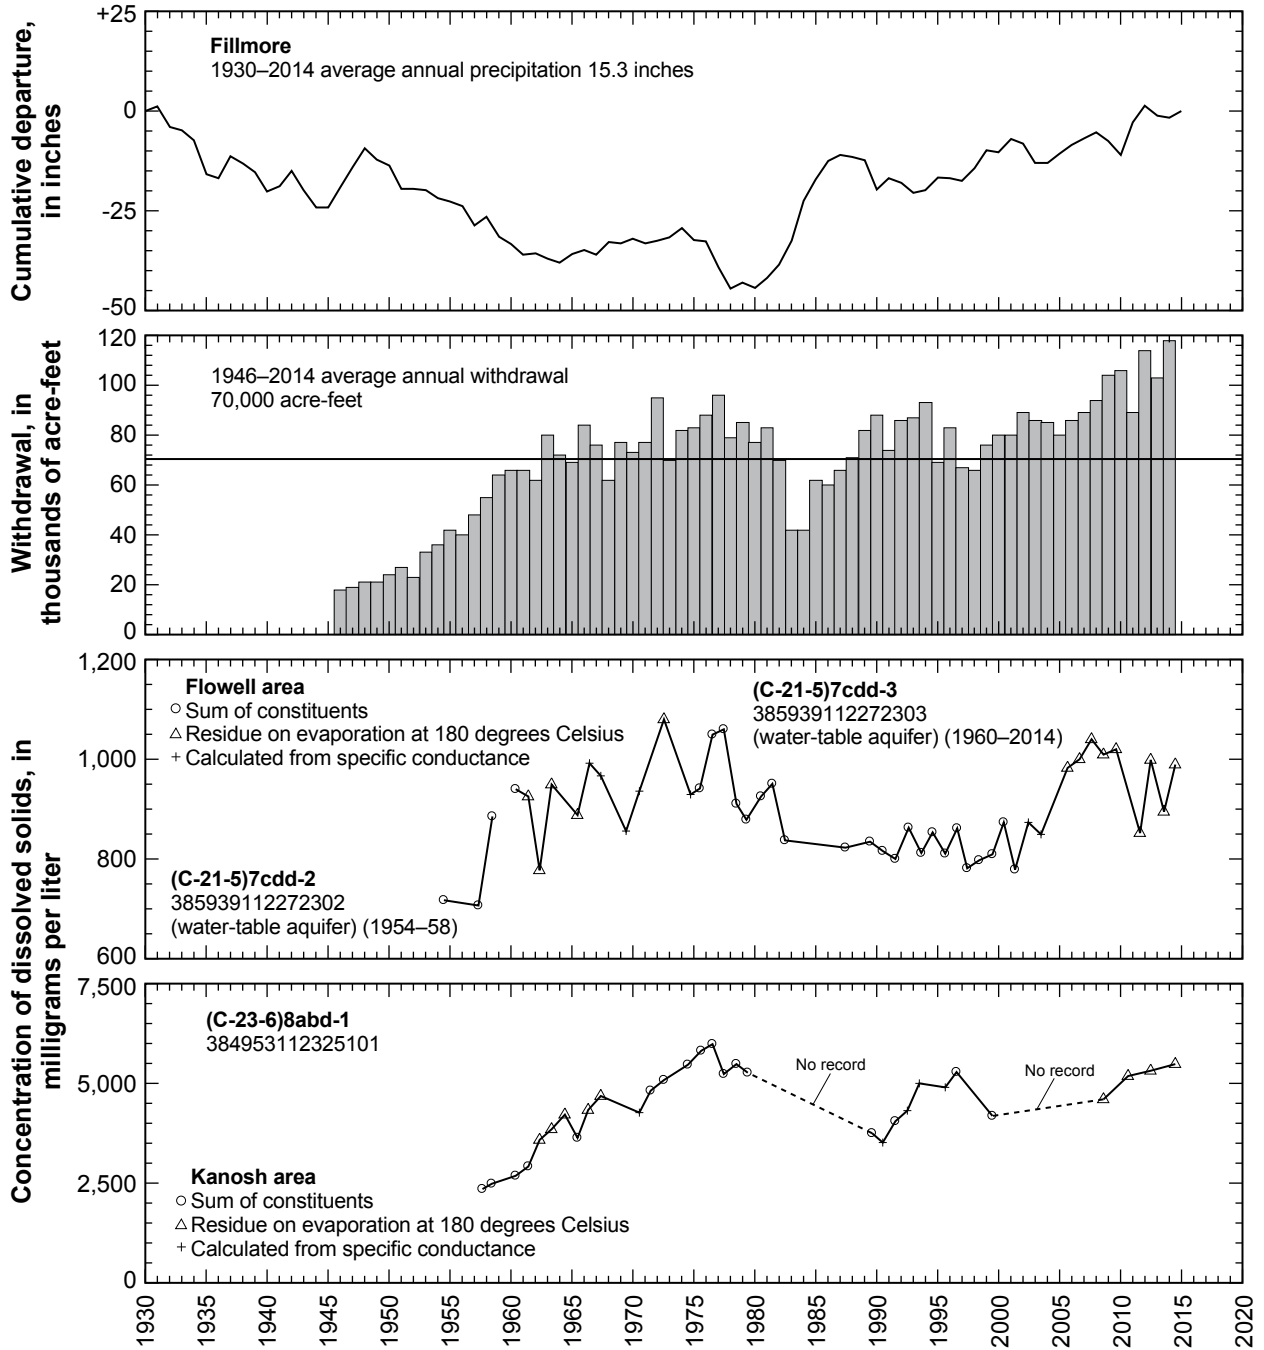 Cumulative departure,
in inches
+25
0
-25
-50
Fillmore
1930–2014 average annual precipitation 15.3 inches
Withdrawal, in
thousands of acre-feet
120
100
80
60
40
20
0
1946–2014 average annual withdrawal
70,000 acre-feet
Concentration of dissolved solids, in
milligrams per liter
1,200
1,000
800
600
Flowell area
Sum of constituents
Residue on evaporation at 180 degrees Celsius
Calculated from specific conductance
(C-21-5)7cdd-3
385939112272303
(water-table aquifer) (1960–2014)
(C-21-5)7cdd-2
385939112272302
(water-table aquifer) (1954–58)
7,500
5,000
2,500
0
(C-23-6)8abd-1
384953112325101
No record
No record
Kanosh area
Sum of constituents
Residue on evaporation at 180 degrees Celsius
Calculated from specific conductance
1930
1935
1940
1945
1950
1955
1960
1965
1970
1975
1980
1985
1990
1995
2000
2005
2010
2015
2020